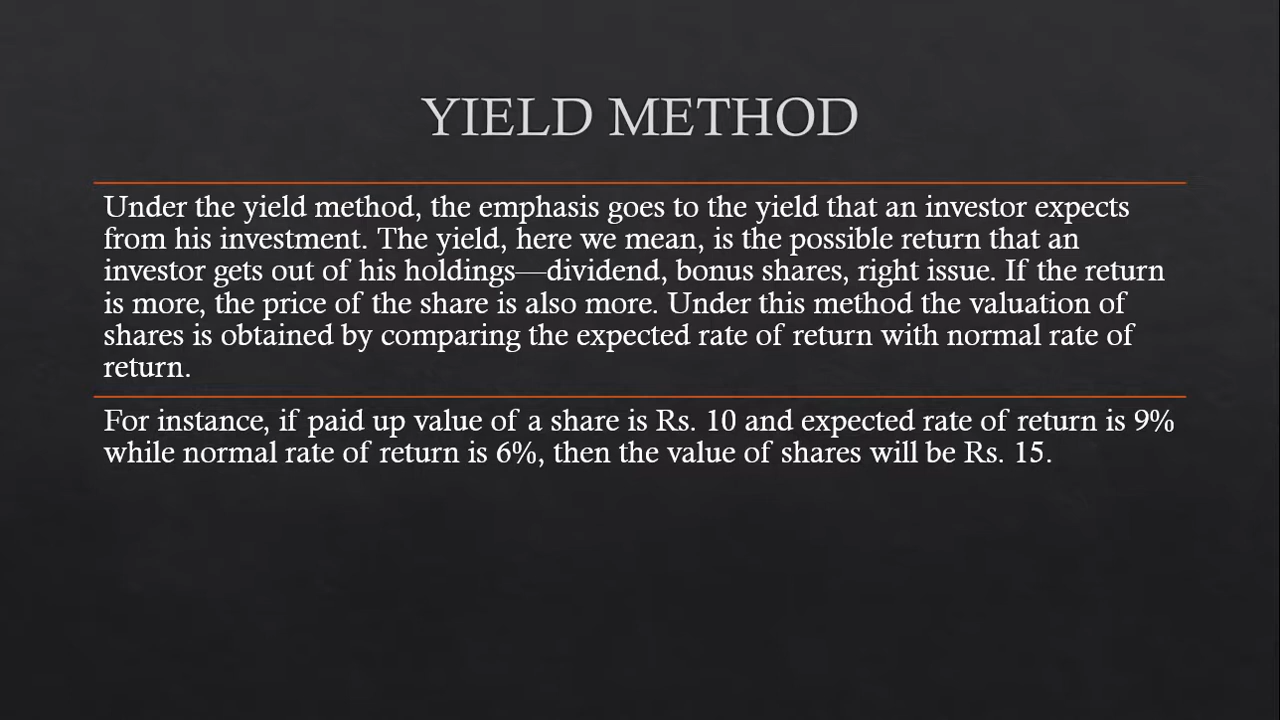 YIELD METHOD
Under the yield method, the emphasis goes to the yield that an investor expects
from his investment. The yield, here we mean, is the possible return that an
investor gets out of his holdings—dividend, bonus shares, right issue. If the return
is more, the price of the share is also more. Under this method the valuation of
shares is obtained by comparing the expected rate of return with normal rate of
return.
For instance, if paid up value of a share is Rs. 10 and expected rate of return is 9%
while normal rate of return is 6%, then the value of shares will be Rs. 15.